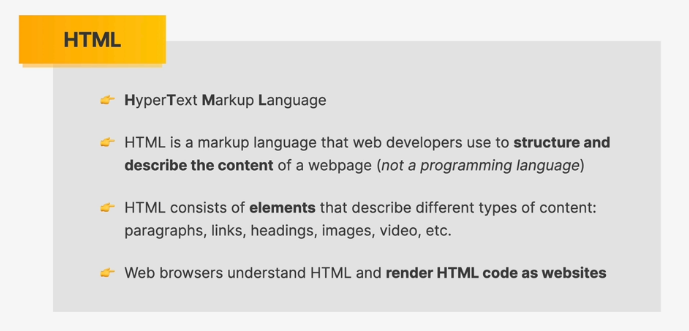 HTML
HyperText Markup Language
HTML is a markup language that web developers use to structure and
describe the content of a webpage (not a programming language)
HTML consists of elements that describe different types of content:
paragraphs, links, headings, images, video, etc.
Web browsers understand HTML and render HTML code as websites